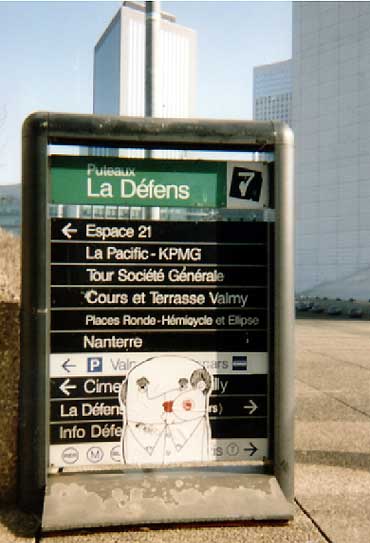 Puteaux
La Défens 7
← Espace 21
La Pacific - KPMG
Tour Société Générale
Cours et Terrasse Valmy
Places Ronde-Hémicycle et Ellipse
Nanterre
← P
←
La Défens →
Info Défe
RER M T →